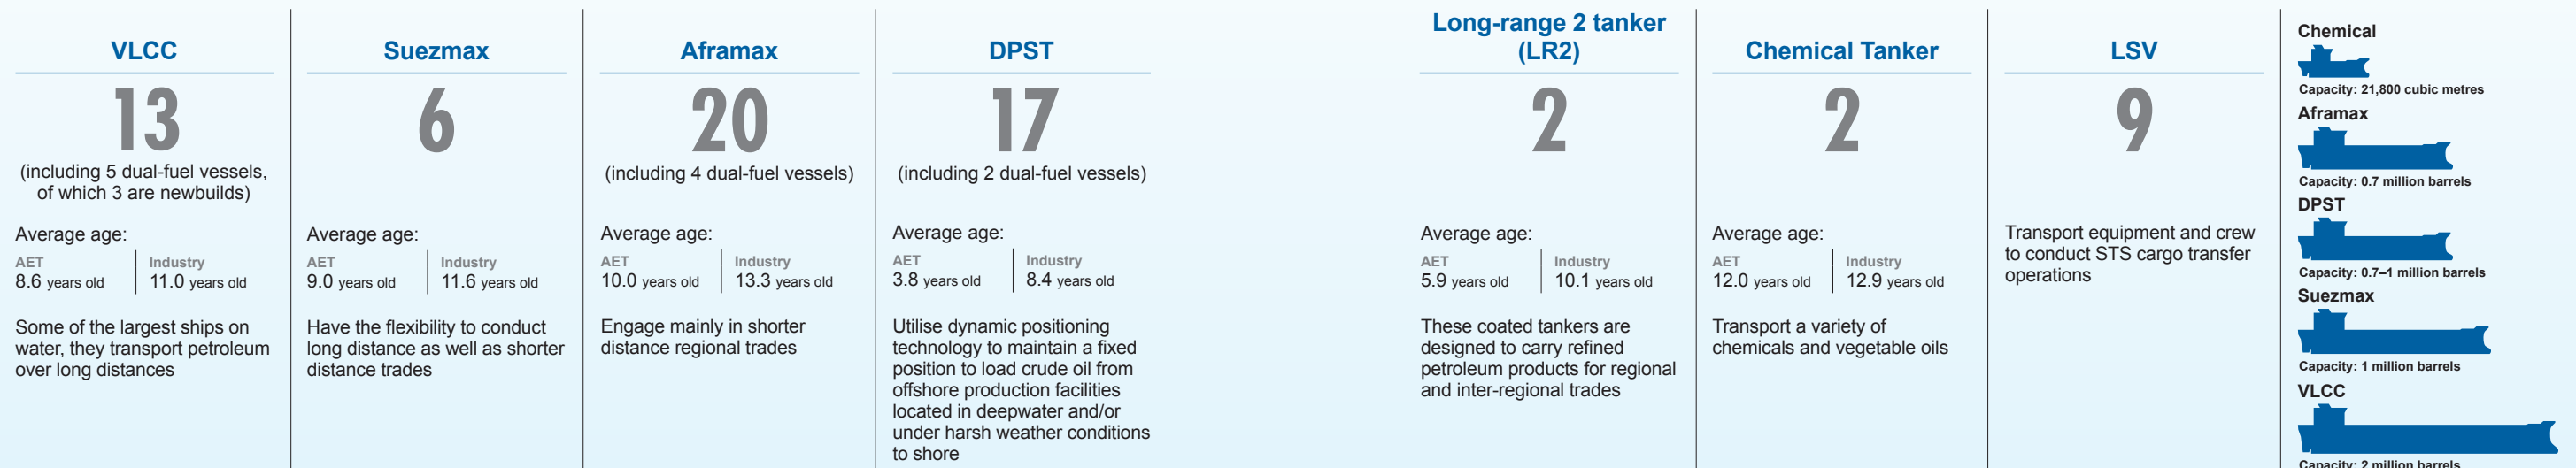 VLCC
13
(including 5 dual-fuel vessels,
of which 3 are newbuilds)
Average age:
AET
8.6 years old
Industry
11.0 years old
Some of the largest ships on
water, they transport petroleum
over long distances
Suezmax
6
Average age:
AET
9.0 years old
Industry
11.6 years old
Have the flexibility to conduct
long distance as well as shorter
distance trades
Aframax
20
(including 4 dual-fuel vessels)
Average age:
AET
10.0 years old
Industry
13.3 years old
Engage mainly in shorter
distance regional trades
DPST
17
(including 2 dual-fuel vessels)
Average age:
AET
3.8 years old
Industry
8.4 years old
Utilise dynamic positioning
technology to maintain a fixed
position to load crude oil from
offshore production facilities
located in deepwater and/or
under harsh weather conditions
to shore
Long-range 2 tanker
(LR2)
2
Average age:
AET
5.9 years old
Industry
10.1 years old
These coated tankers are
designed to carry refined
petroleum products for regional
and inter-regional trades
Chemical Tanker
2
Average age:
AET
12.0 years old
Industry
12.9 years old
Transport a variety of
chemicals and vegetable oils
LSV
9
Transport equipment and crew
to conduct STS cargo transfer
operations
Chemical
Capacity: 21,800 cubic metres
Aframax
Capacity: 0.7 million barrels
DPST
Capacity: 0.7–1 million barrels
Suezmax
Capacity: 1 million barrels
VLCC
Capacity: 2 million barrels